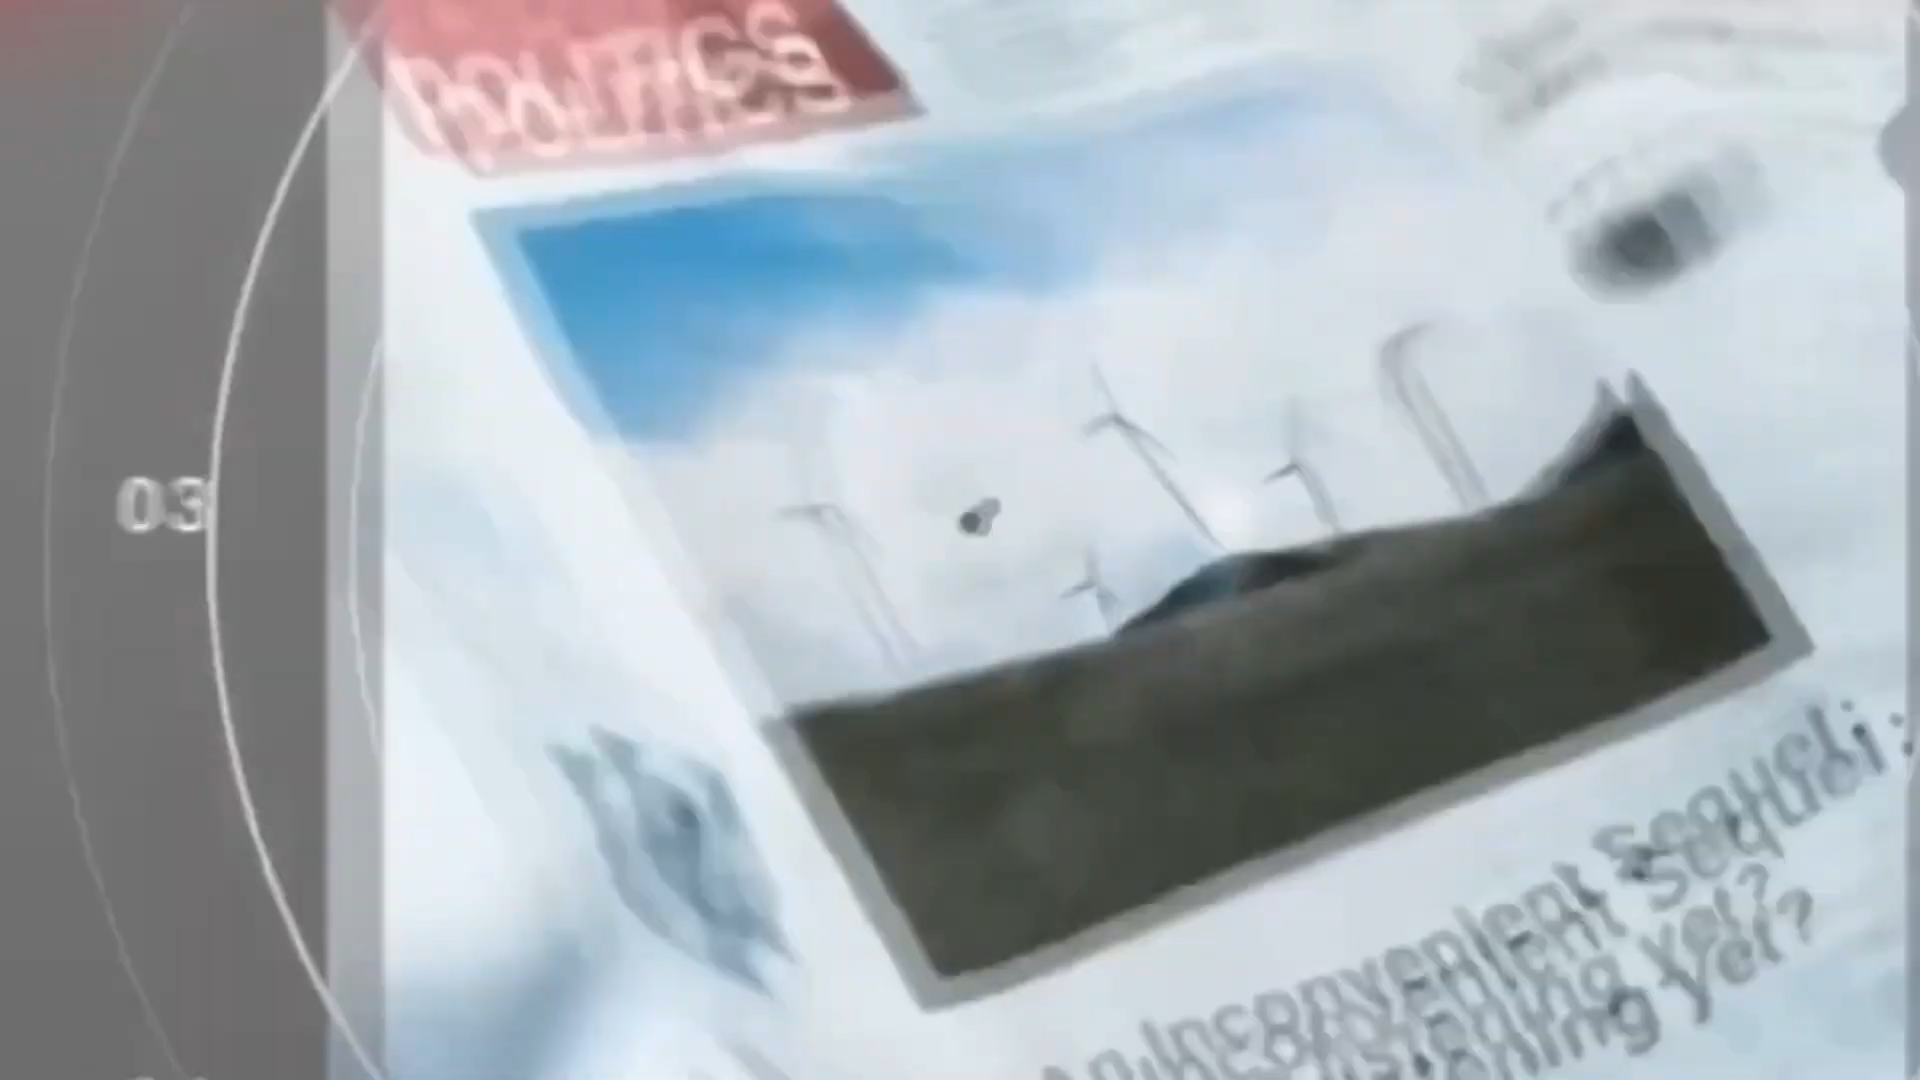 POLITICS
03
An Inconvenient Sequel:
listening yet?